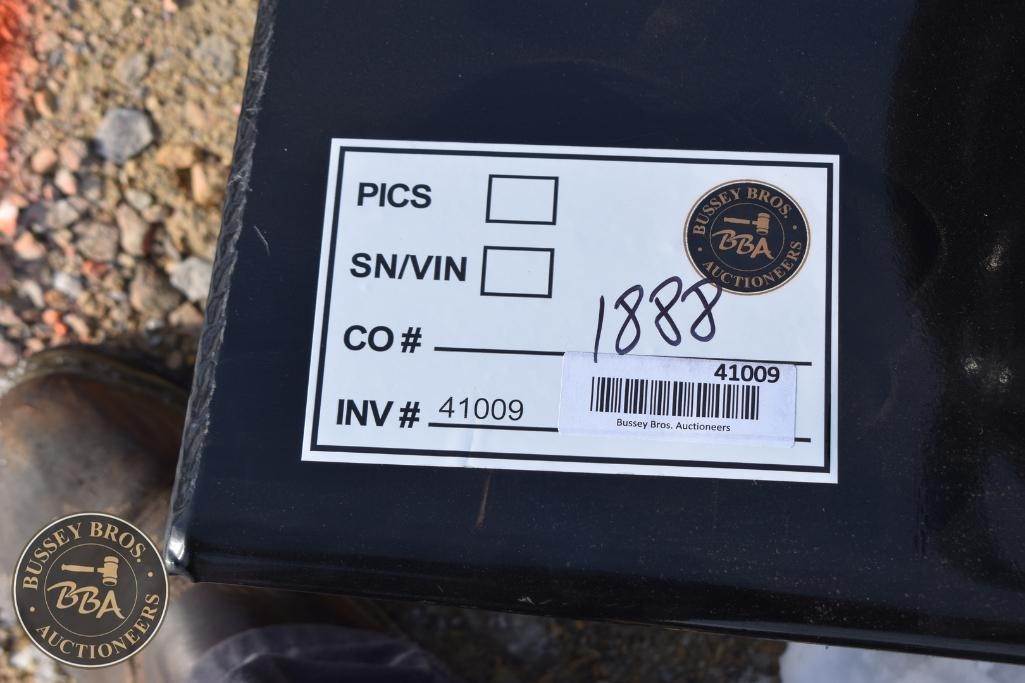 PICS
BUSSEY BROS.
BBA
AUCTIONEERS
SN/VIN
1888
CO #
41009
INV # 41009
Bussey Bros. Auctioneers
BUSSEY BROS.
BBA
AUCTIONEERS